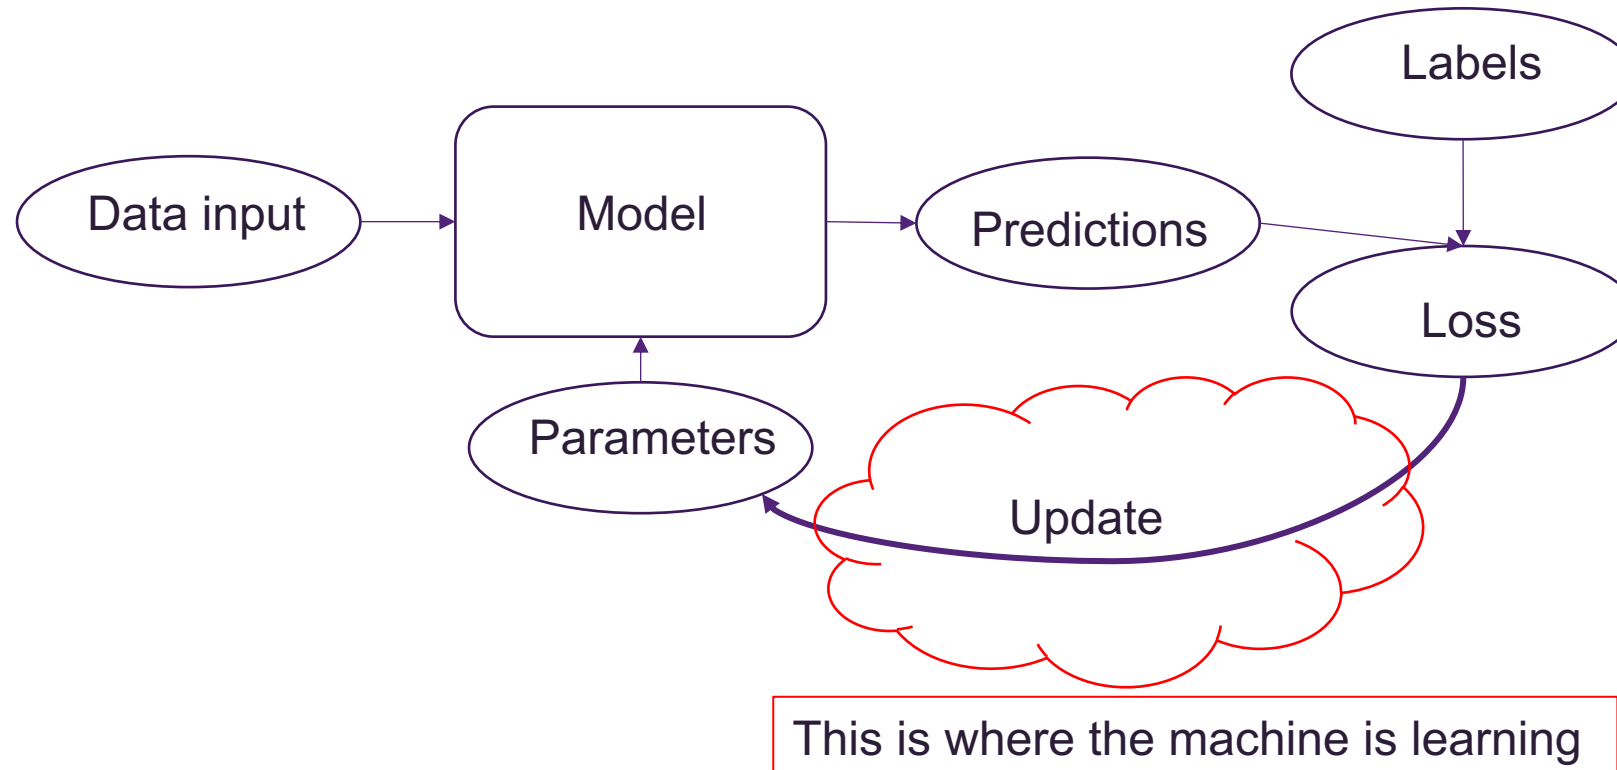 Labels
Data input
Model
Predictions
Loss
Parameters
Update
This is where the machine is learning